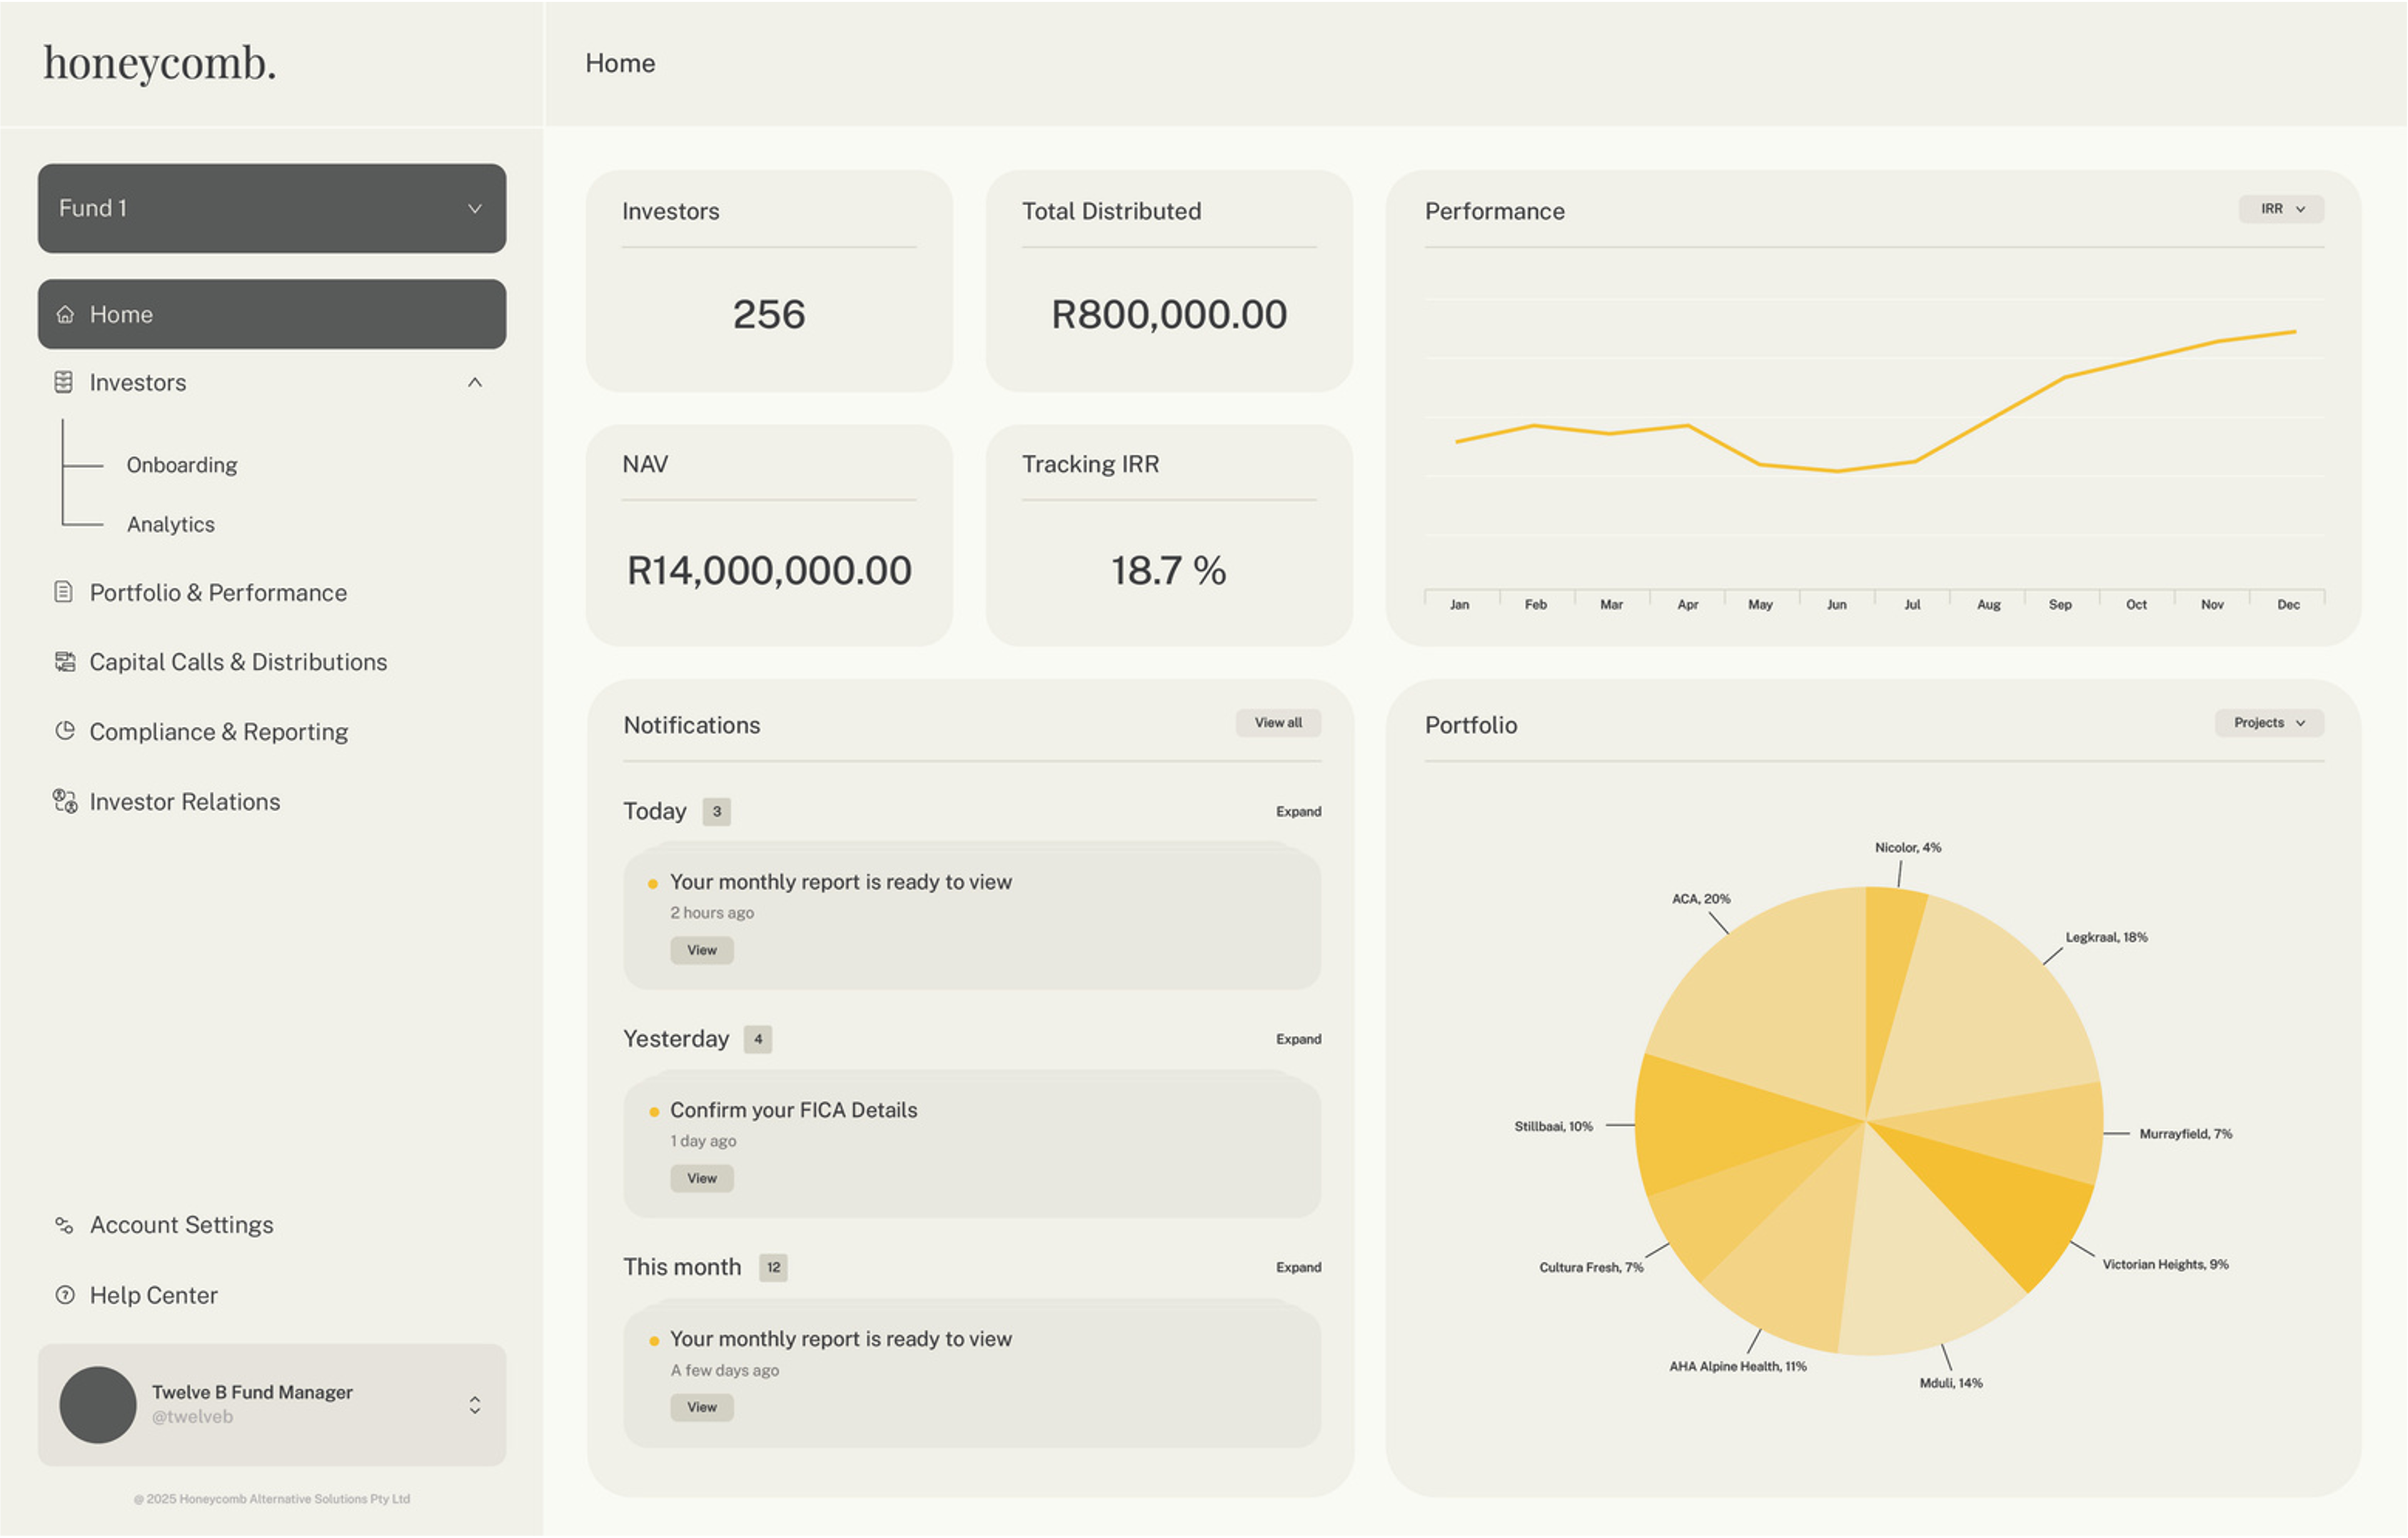 honeycomb.
Home
Fund 1
Home
Investors
Onboarding
Analytics
Portfolio & Performance
Capital Calls & Distributions
Compliance & Reporting
Investor Relations
Account Settings
Help Center
Twelve B Fund Manager
@twelveb
@ 2025 Honeycomb Alternative Solutions Pty Ltd
Investors
256
Total Distributed
R800,000.00
NAV
R14,000,000.00
Tracking IRR
18.7 %
Performance
IRR
Jan Feb Mar Apr May Jun Jul Aug Sep Oct Nov Dec
Notifications
View all
Today 3 Expand
Your monthly report is ready to view
2 hours ago
View
Yesterday 4 Expand
Confirm your FICA Details
1 day ago
View
This month 12 Expand
Your monthly report is ready to view
A few days ago
View
Portfolio
Projects
Nicolor, 4%
ACA, 20%
Legkraal, 18%
Stillbaai, 10%
Murrayfield, 7%
Victorian Heights, 9%
Cultura Fresh, 7%
AHA Alpine Health, 11%
Mduli, 14%